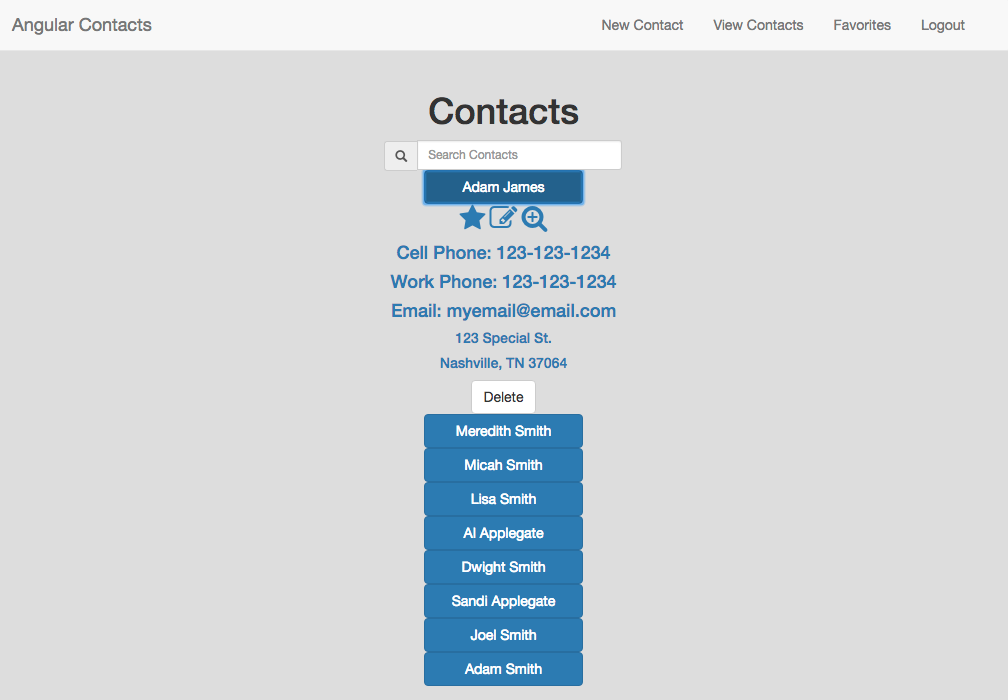 Angular Contacts New Contact View Contacts Favorites Logout
Contacts
Search Contacts
Adam James
Cell Phone: 123-123-1234
Work Phone: 123-123-1234
Email: myemail@email.com
123 Special St.
Nashville, TN 37064
Delete
Meredith Smith
Micah Smith
Lisa Smith
Al Applegate
Dwight Smith
Sandi Applegate
Joel Smith
Adam Smith